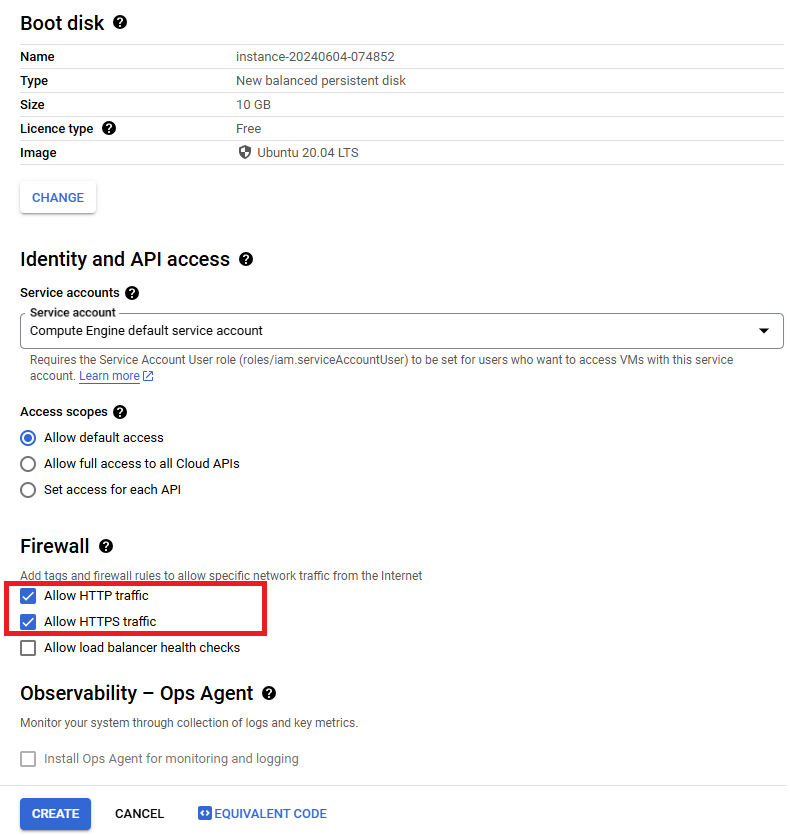 Boot disk
Name instance-20240604-074852
Type New balanced persistent disk
Size 10 GB
Licence type Free
Image Ubuntu 20.04 LTS
CHANGE
Identity and API access
Service accounts
Service account
Compute Engine default service account
Requires the Service Account User role (roles/iam.serviceAccountUser) to be set for users who want to access VMs with this service
account. Learn more
Access scopes
Allow default access
Allow full access to all Cloud APIs
Set access for each API
Firewall
Add tags and firewall rules to allow specific network traffic from the Internet
Allow HTTP traffic
Allow HTTPS traffic
Allow load balancer health checks
Observability – Ops Agent
Monitor your system through collection of logs and key metrics.
Install Ops Agent for monitoring and logging
CREATE CANCEL EQUIVALENT CODE